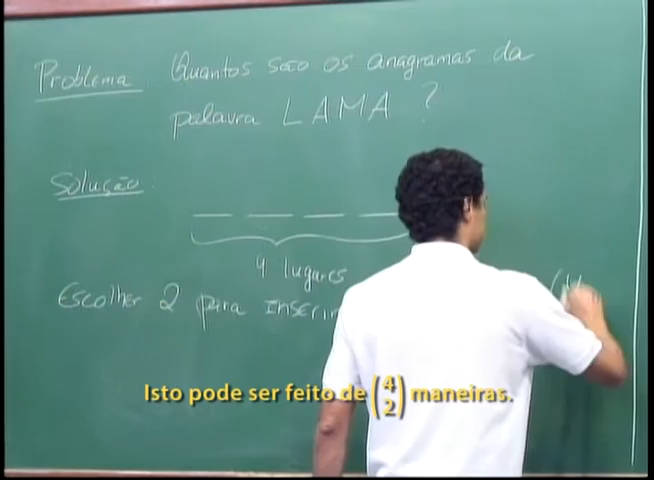 Problema Quantos são os anagramas da
palavra LAMA?
Solução
4 lugares
Escolher 2 para inserir
Isto pode ser feito de (4 2) maneiras.